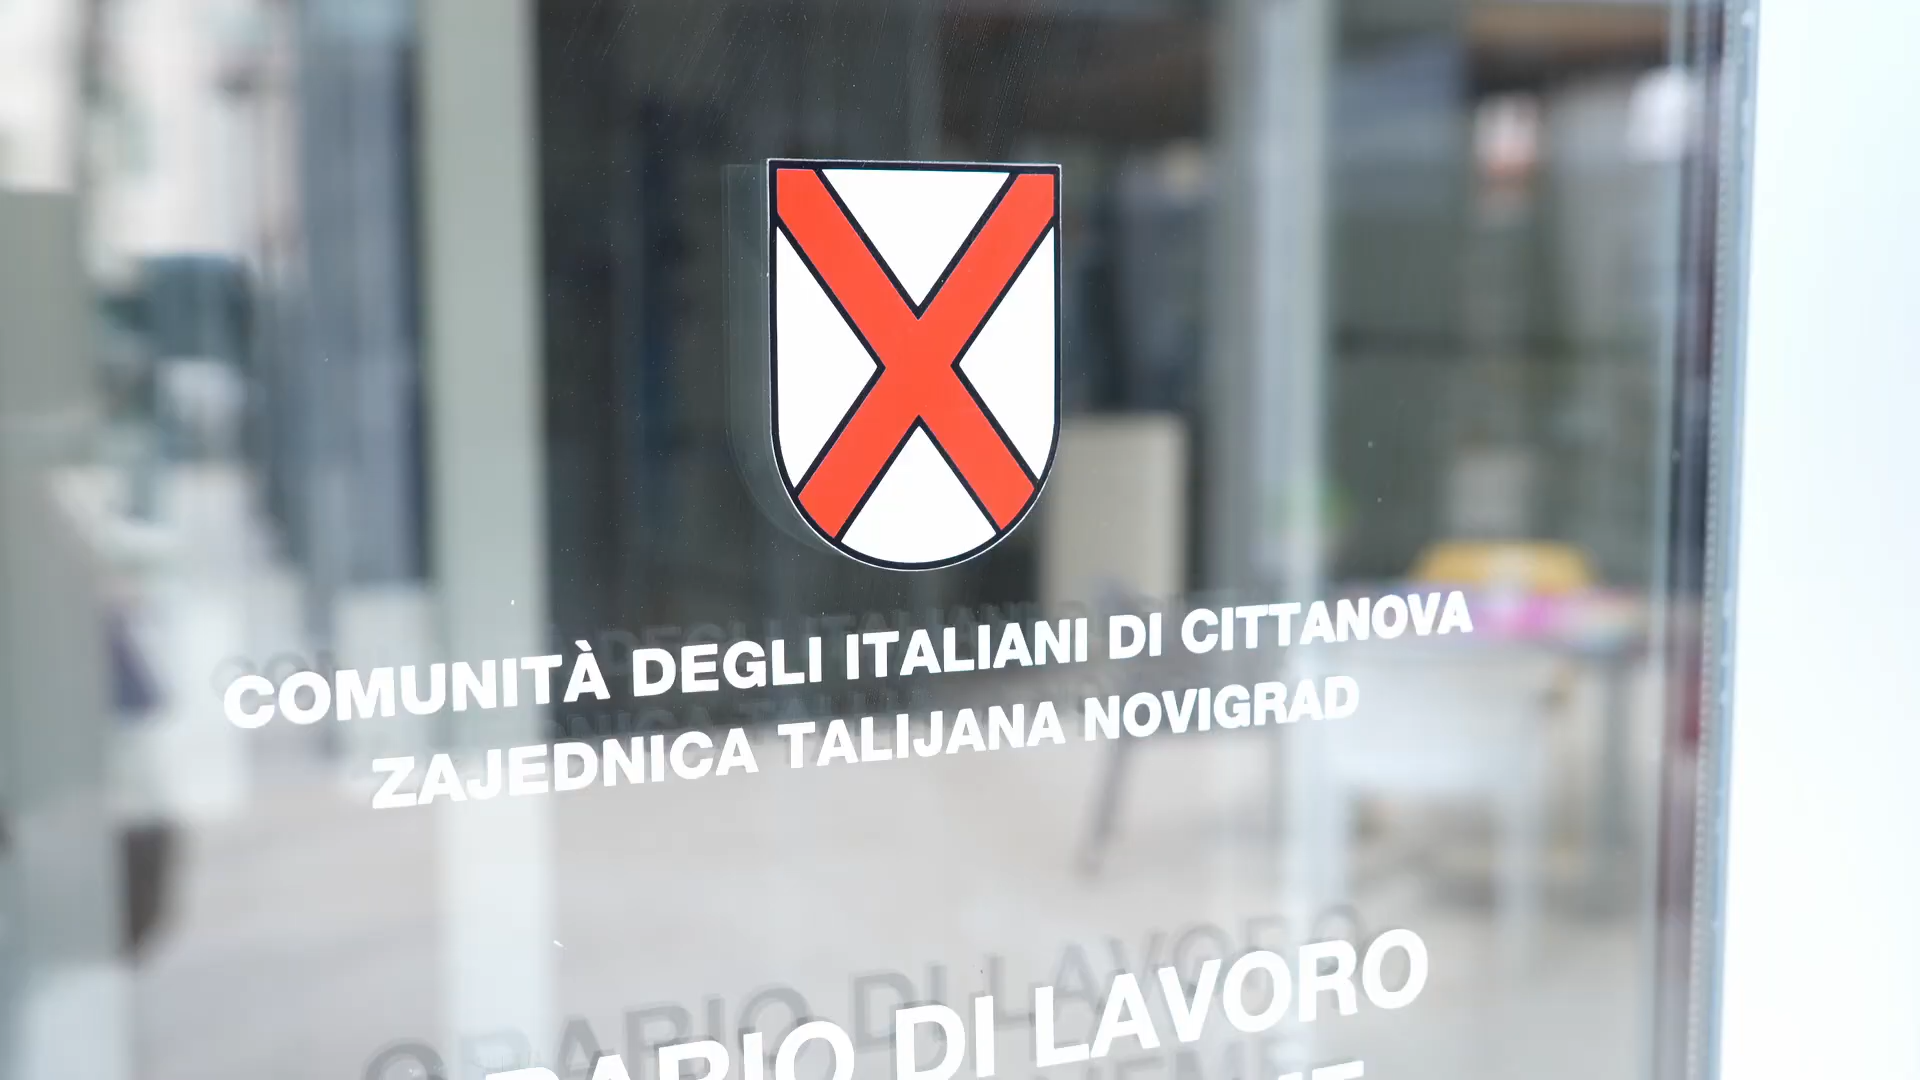 COMUNITÀ DEGLI ITALIANI DI CITTANOVA
ZAJEDNICA TALIJANA NOVIGRAD
DI LAVORO